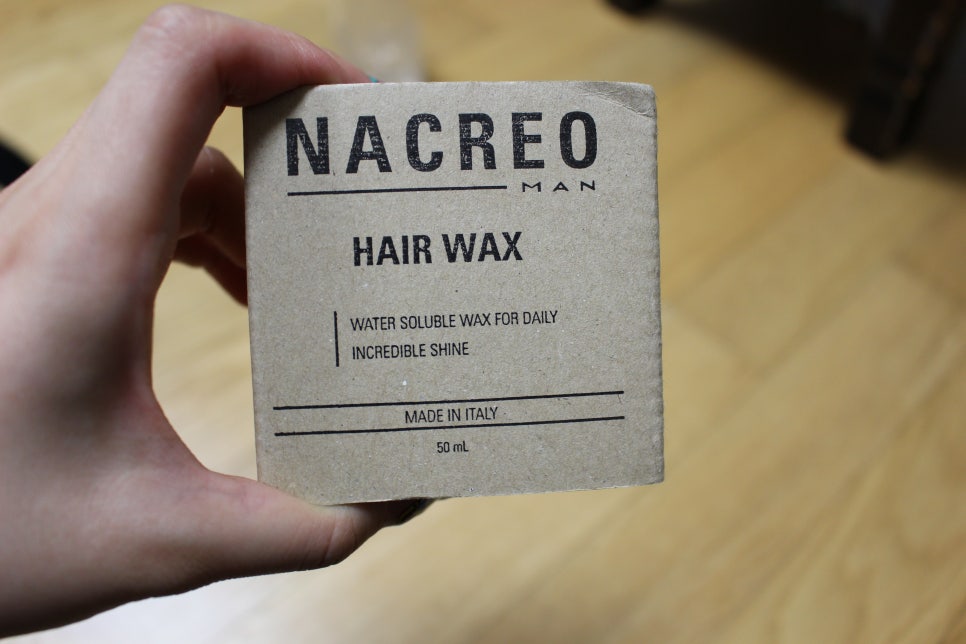 NACREO
MAN
HAIR WAX
WATER SOLUBLE WAX FOR DAILY
INCREDIBLE SHINE
MADE IN ITALY
50 mL